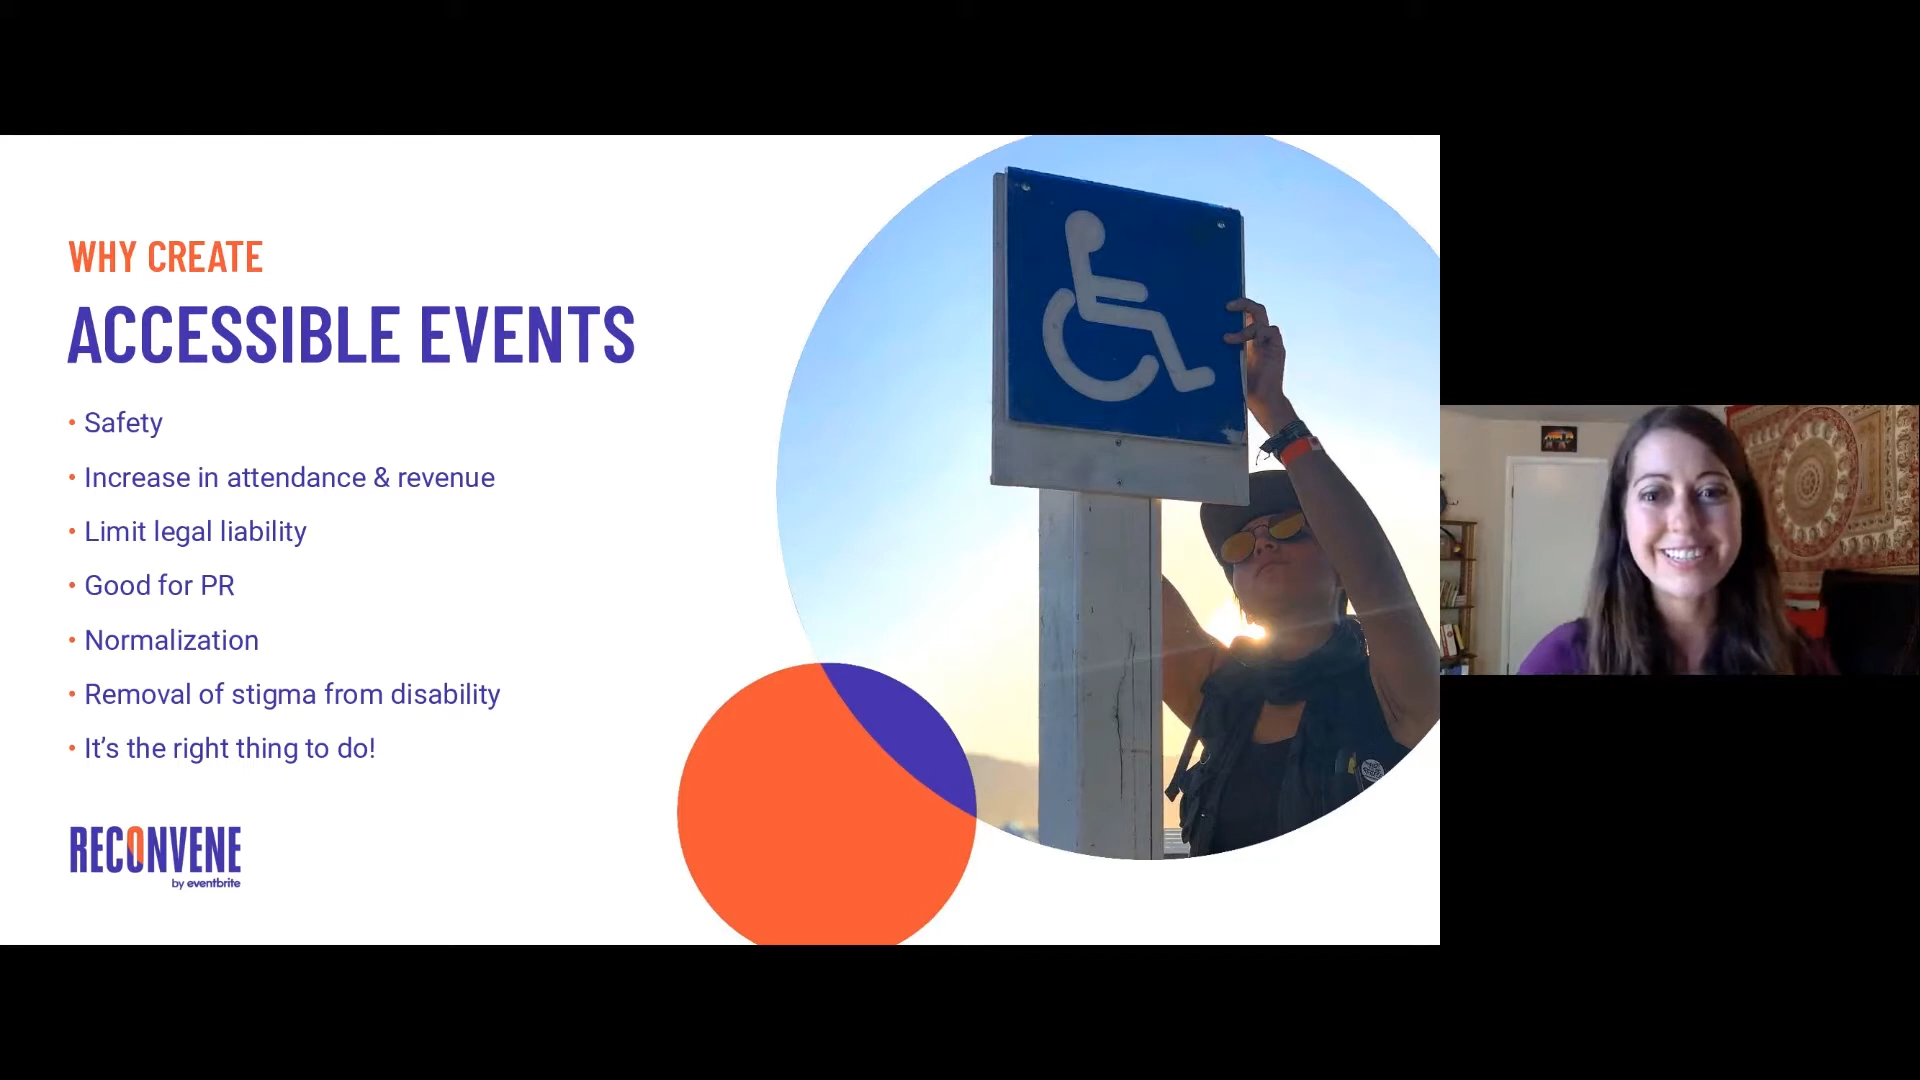 WHY CREATE
ACCESSIBLE EVENTS
• Safety
• Increase in attendance & revenue
• Limit legal liability
• Good for PR
• Normalization
• Removal of stigma from disability
• It’s the right thing to do!
RECONVENE
by eventbrite